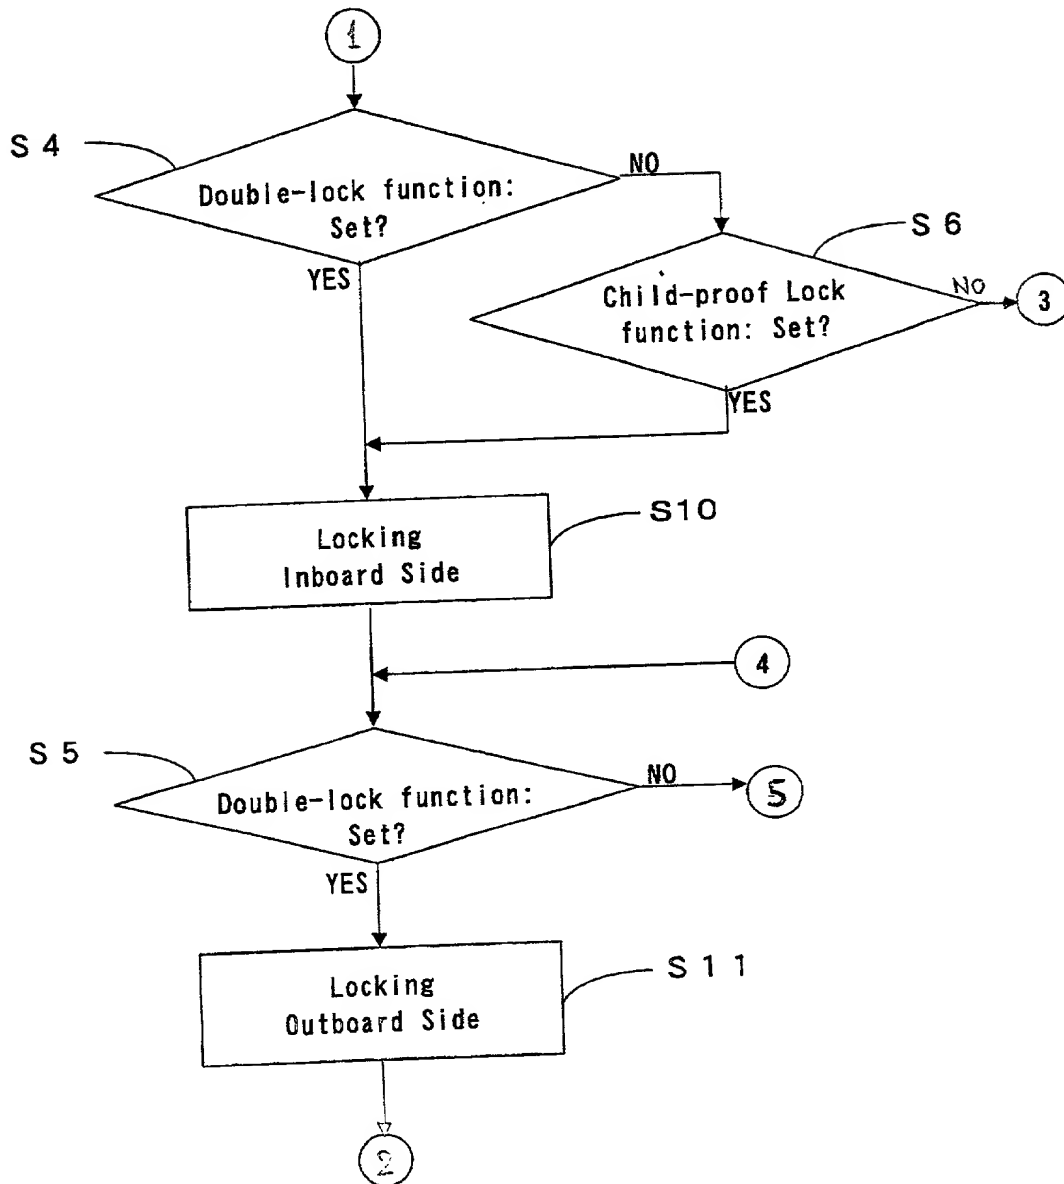 1
S 4
Double-lock function:
Set?
NO
YES
S 6
Child-proof Lock
function: Set?
NO
3
YES
S10
Locking
Inboard Side
4
S 5
Double-lock function:
Set?
NO
5
YES
S 1 1
Locking
Outboard Side
2